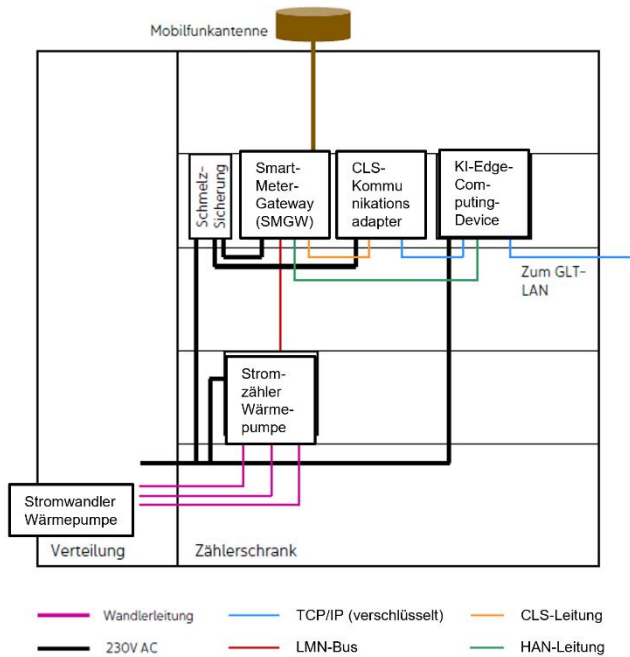 Mobilfunkantenne
Schmelz-
Sicherung
Smart-
Meter-
Gateway
(SMGW)
CLS-
Kommu
nikations
adapter
KI-Edge-
Com-
puting-
Device
Zum GLT-
LAN
Strom-
zähler
Wärme-
pumpe
Stromwandler
Wärmepumpe
Verteilung
Zählerschrank
Wandlerleitung
TCP/IP (verschlüsselt)
CLS-Leitung
230V AC
LMN-Bus
HAN-Leitung